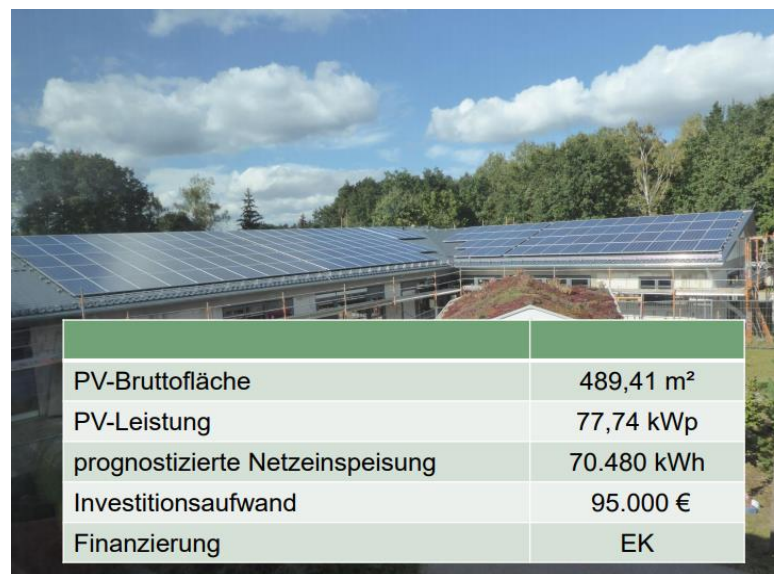 PV-Bruttofläche 489,41 m²
PV-Leistung 77,74 kWp
prognostizierte Netzeinspeisung 70.480 kWh
Investitionsaufwand 95.000 €
Finanzierung EK